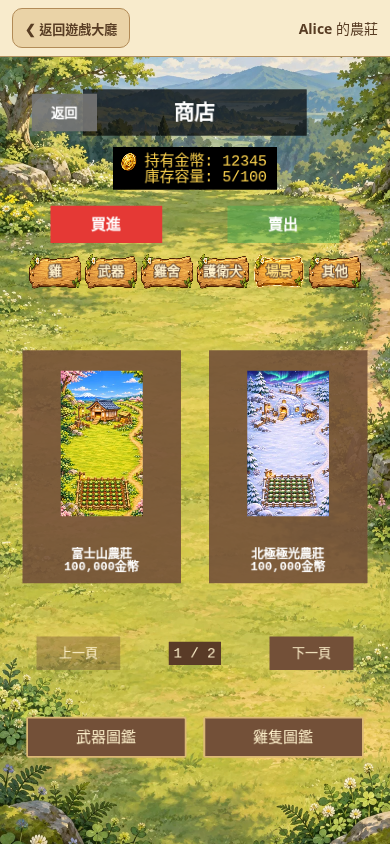 ❮ 返回遊戲大廳
Alice 的農莊
返回
商店
持有金幣: 12345
庫存容量: 5/100
買進
賣出
雞
武器
雞舍
護衛犬
場景
其他
富士山農莊
100,000金幣
北極極光農莊
100,000金幣
上一頁
1 / 2
下一頁
武器圖鑑
雞隻圖鑑